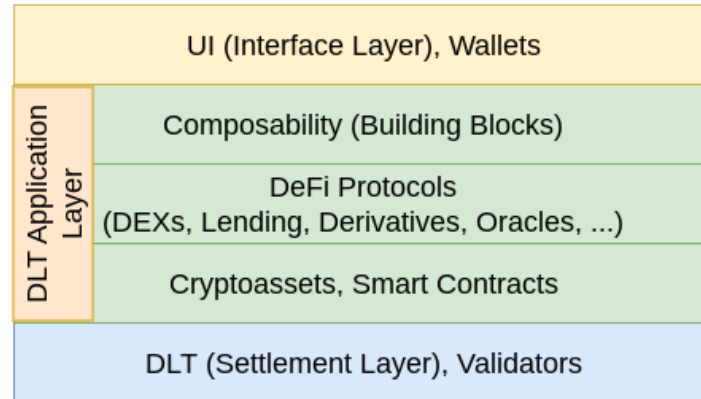 UI (Interface Layer), Wallets
DLT Application
Layer
Composability (Building Blocks)
DeFi Protocols
(DEXs, Lending, Derivatives, Oracles, ...)
Cryptoassets, Smart Contracts
DLT (Settlement Layer), Validators